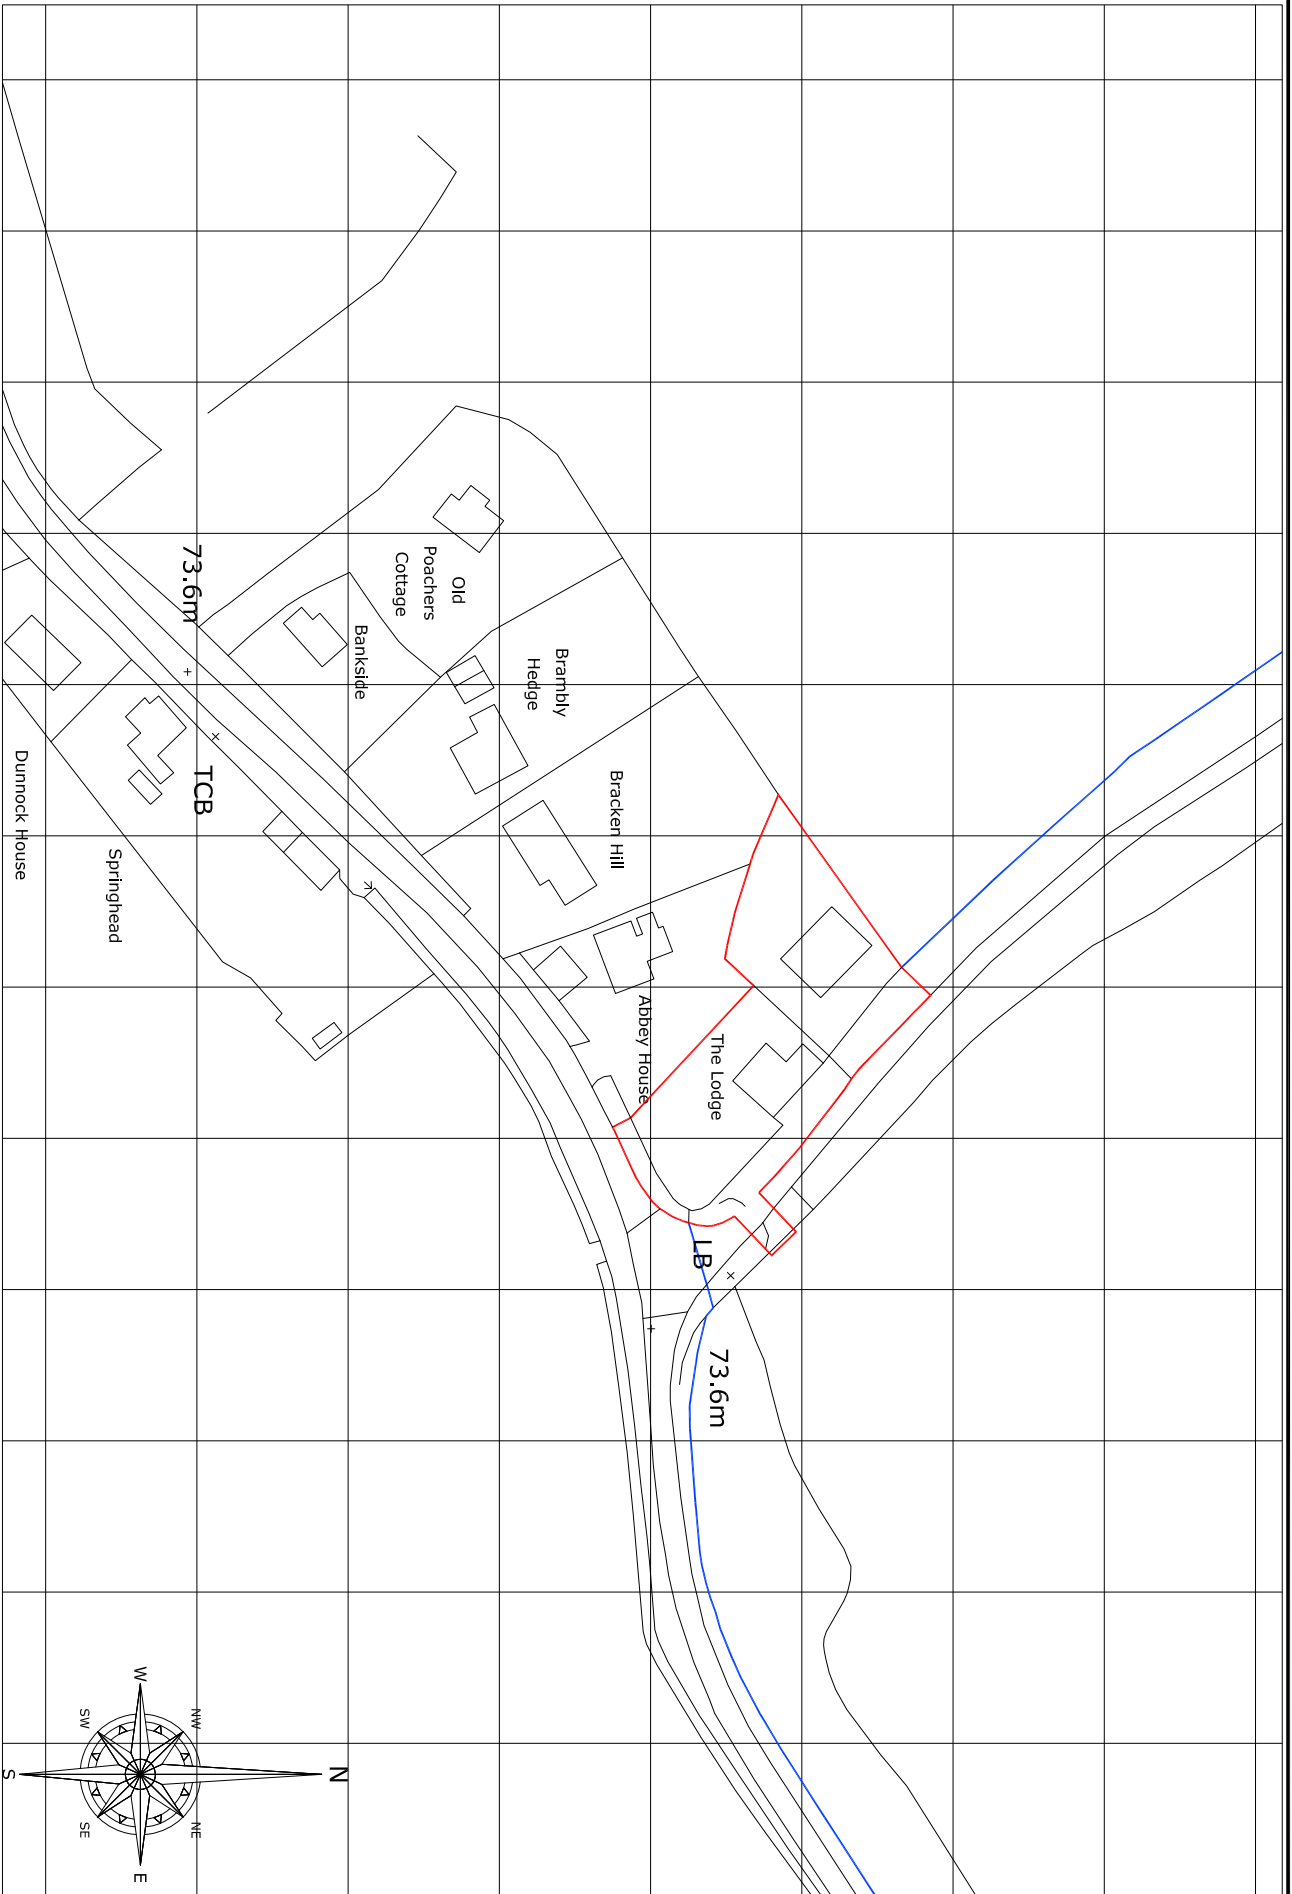 73.6m
TCB
Old
Poachers
Cottage
Bankside
Brambly
Hedge
Bracken Hill
Abbey House
The Lodge
LB
73.6m
Dunnock House
Springhead
N
NE
E
SE
S
SW
W
NW